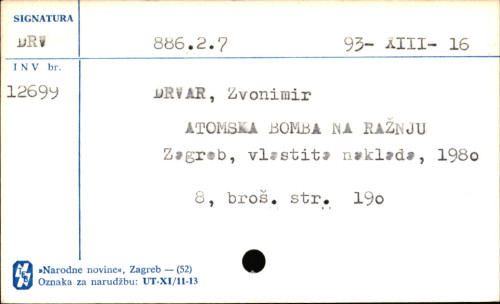 SIGNATURA
DRV 886.2.7 93- XIII- 16
INV br.
12699 DRVAR, Zvonimir
ATOMSKA BOMBA NA RAŽNJU
Zagreb, vlastita naklada, 1980
8, broš. str. 190
»Narodne novine«, Zagreb — (52)
Oznaka za narudžbu: UT-XI/11-13